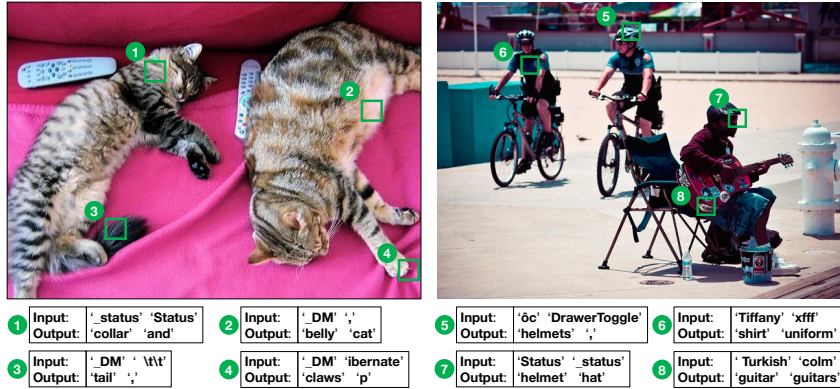 1
2
3
4
5
6
7
8
1 Input: '_status' 'Status'
Output: 'collar' 'and'
2 Input: '_DM' ','
Output: 'belly' 'cat'
3 Input: '_DM' ' \t\t'
Output: 'tail' ','
4 Input: '_DM' 'ibernate'
Output: 'claws' 'p'
5 Input: 'ôc' 'DrawerToggle'
Output: 'helmets' ','
6 Input: 'Tiffany' 'xfff'
Output: 'shirt' 'uniform'
7 Input: 'Status' '_status'
Output: 'helmet' 'hat'
8 Input: ' Turkish' 'colm'
Output: 'guitar' 'guitars'